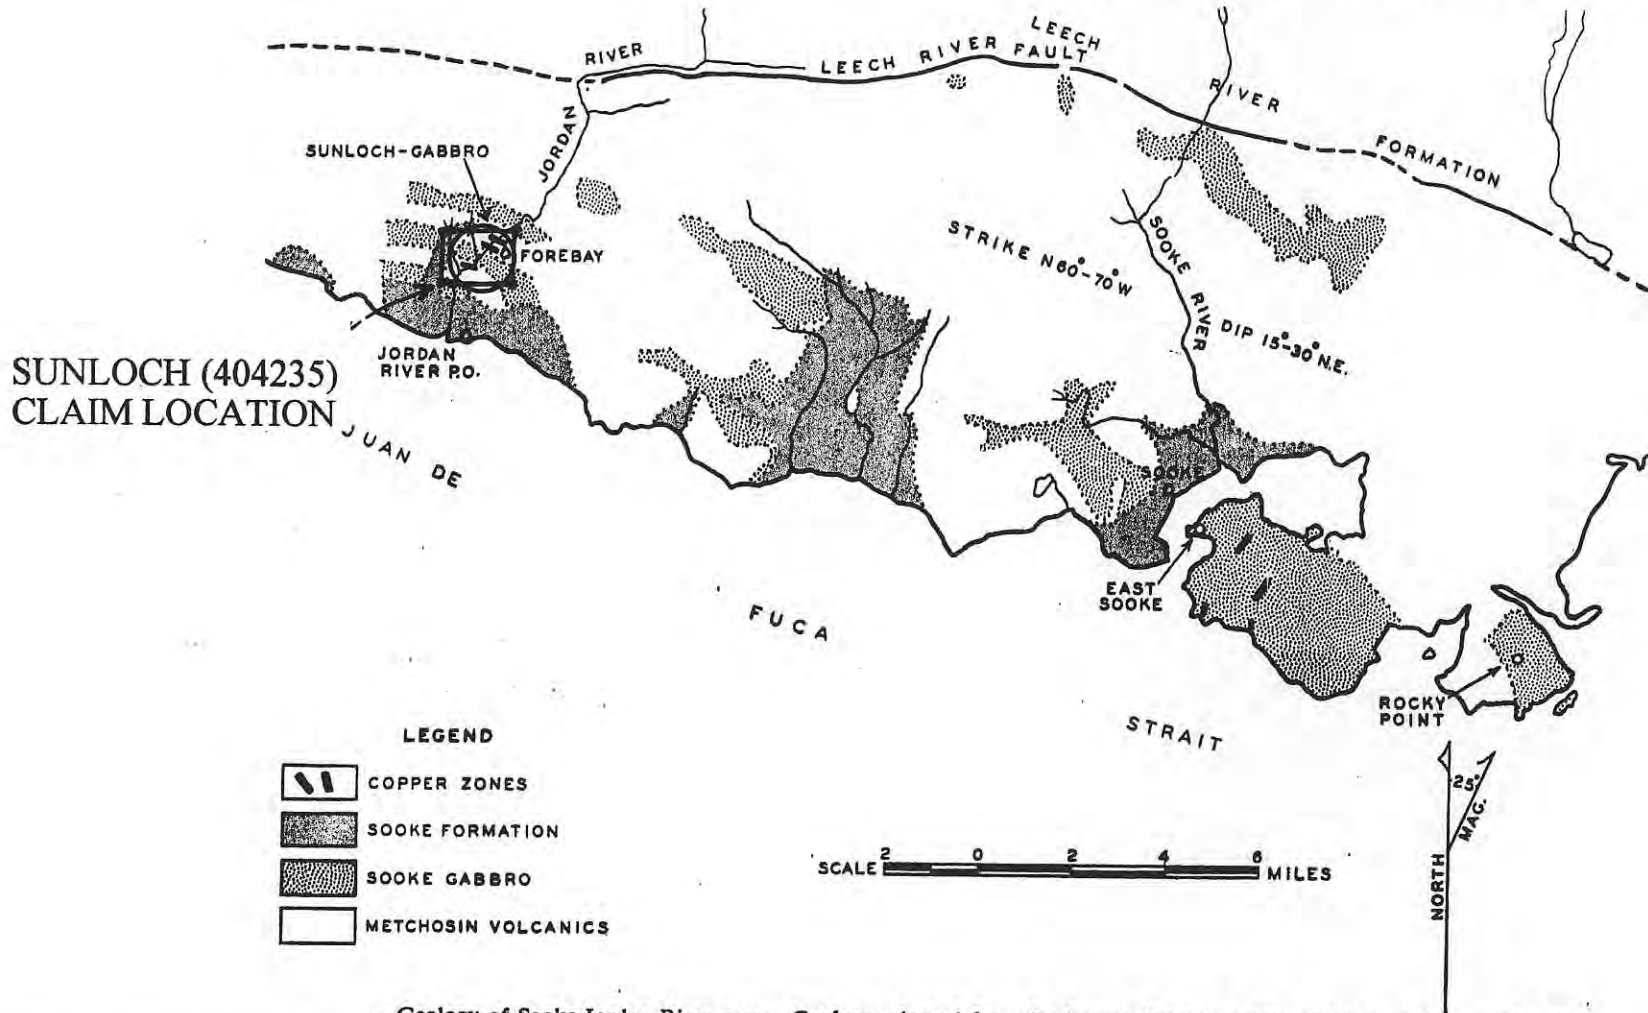 LEECH
RIVER
LEECH RIVER FAULT
RIVER
FORMATION
JORDAN
SUNLOCH-GABBRO
FOREBAY
STRIKE N 60°-70° W
SOOKE RIVER
DIP 15°-30° N.E.
SUNLOCH (404235)
CLAIM LOCATION
JORDAN
RIVER P.O.
JUAN DE
FUCA
STRAIT
SOOKE
EAST
SOOKE
ROCKY
POINT
LEGEND
COPPER ZONES
SOOKE FORMATION
SOOKE GABBRO
METCHOSIN VOLCANICS
SCALE 2 0 2 4 6 MILES
25°
MAG.
NORTH